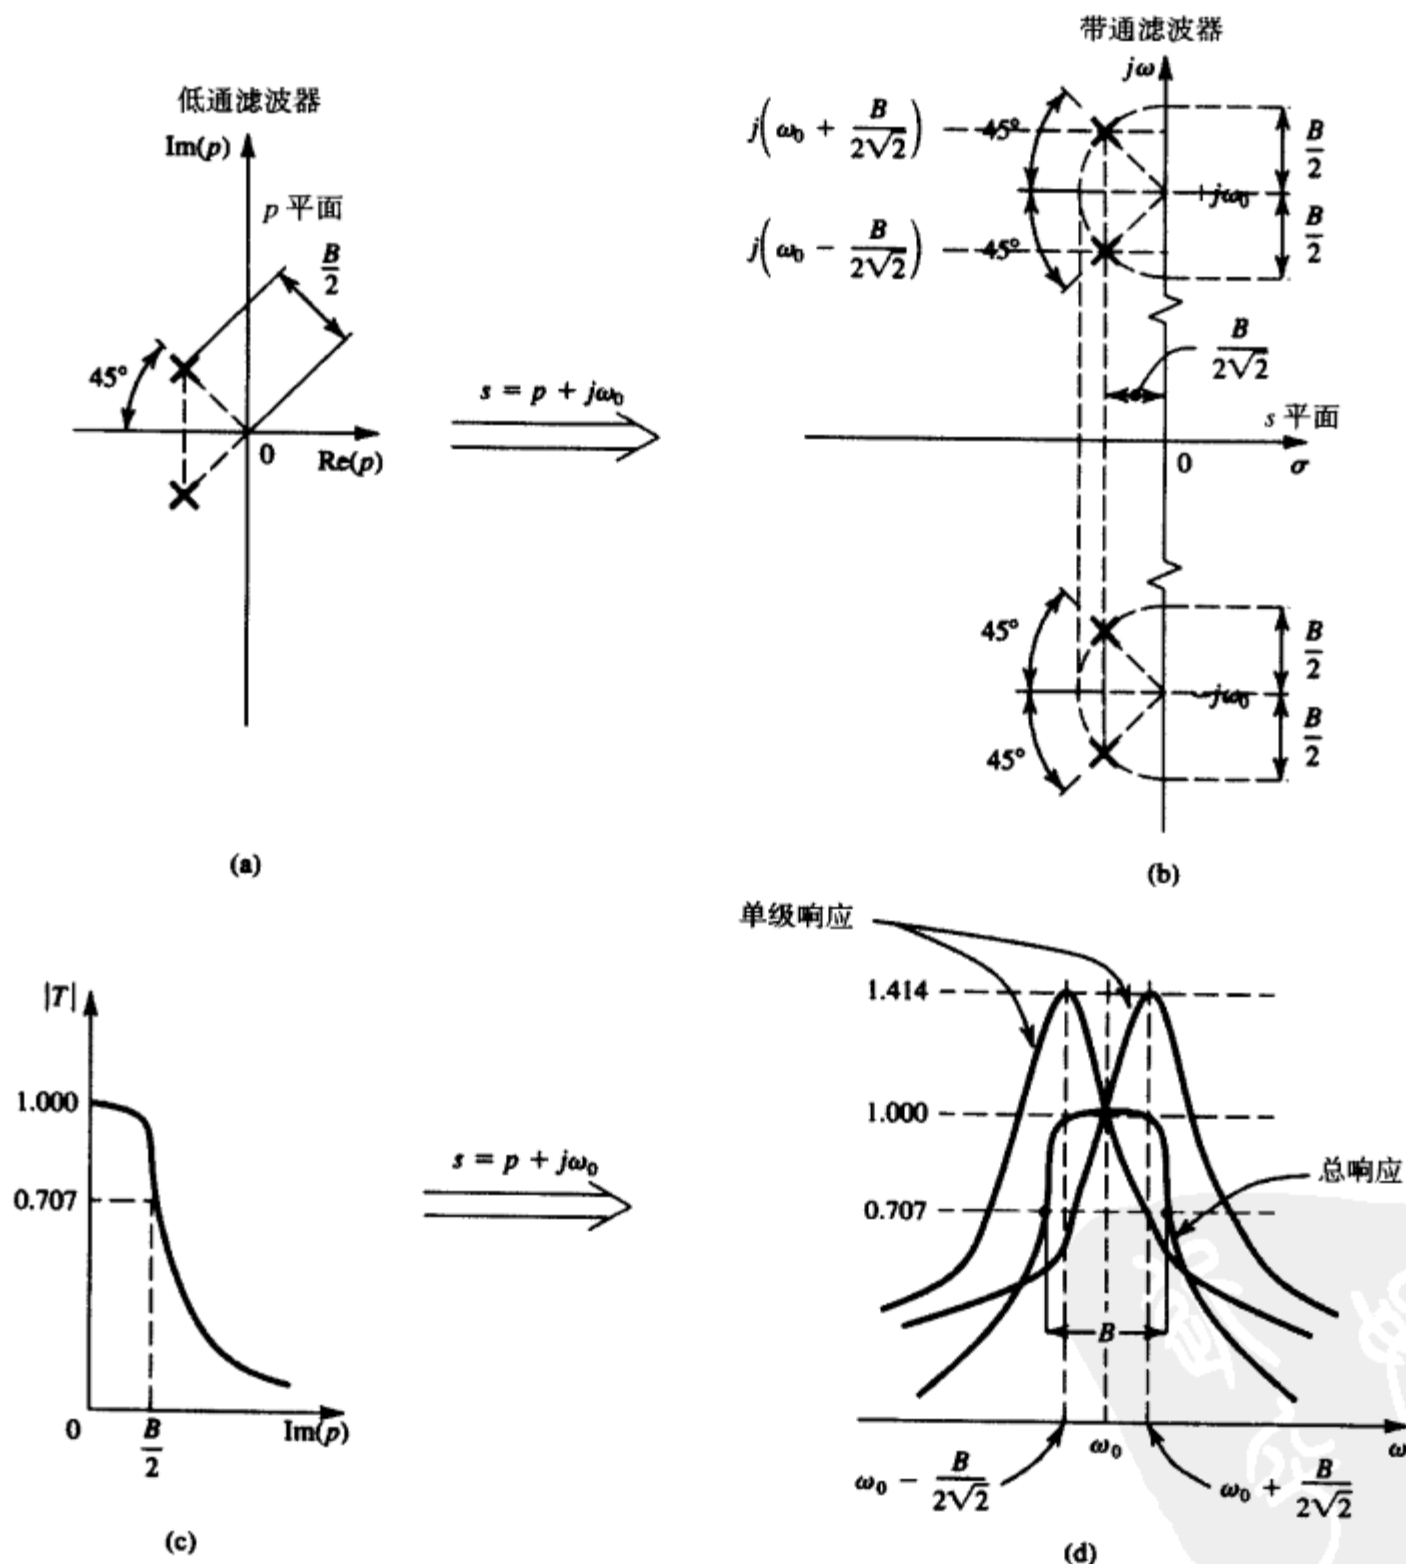 低通滤波器
Im(p)
p 平面
B/2
45°
0
Re(p)
(a)
s = p + jω₀
带通滤波器
jω
j(ω₀ + B/2√2)
45°
j(ω₀ − B/2√2)
45°
+jω₀
B/2
B/2
B/2√2
s 平面
0
σ
45°
45°
−jω₀
B/2
B/2
(b)
|T|
1.000
0.707
0
B/2
Im(p)
(c)
s = p + jω₀
单级响应
1.414
1.000
0.707
总响应
B
ω₀ − B/2√2
ω₀
ω₀ + B/2√2
ω
(d)